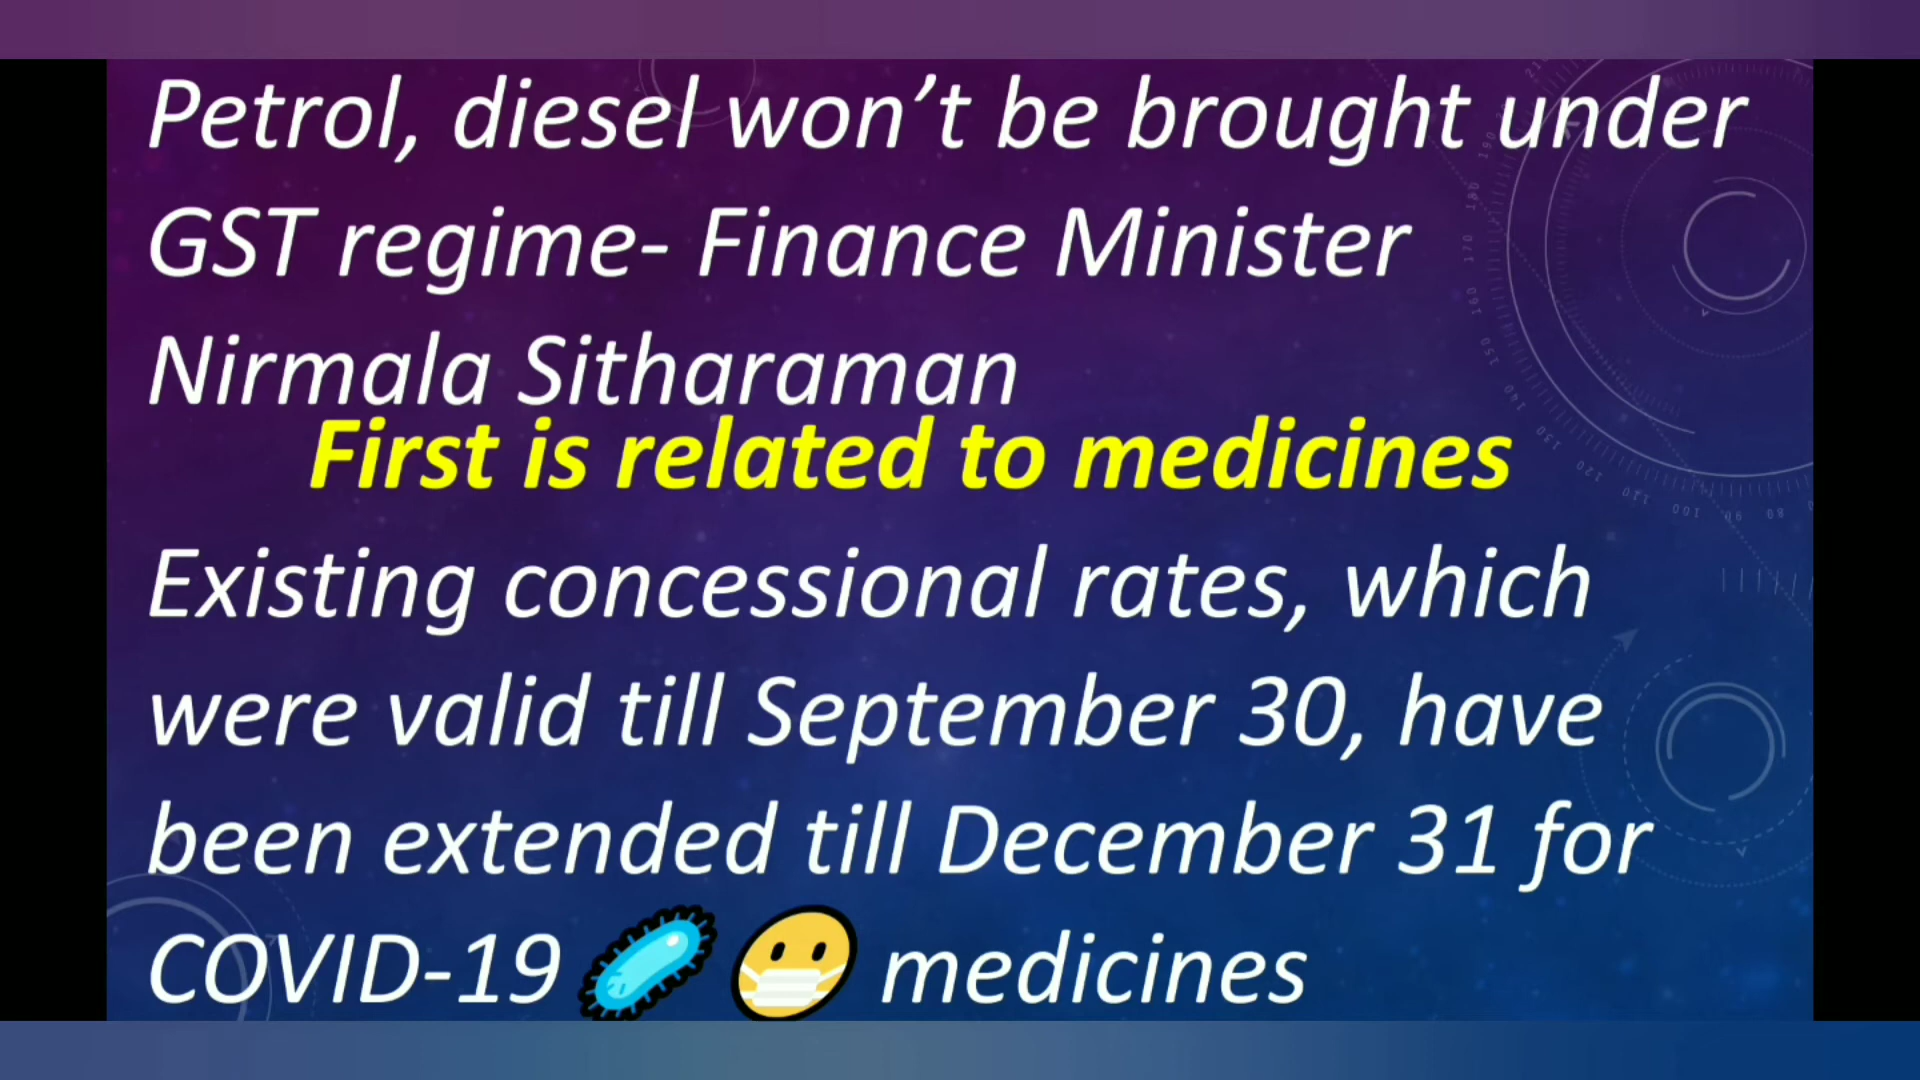 Petrol, diesel won’t be brought under
GST regime- Finance Minister
Nirmala Sitharaman
First is related to medicines
Existing concessional rates, which
were valid till September 30, have
been extended till December 31 for
COVID-19 🦠 😷 medicines